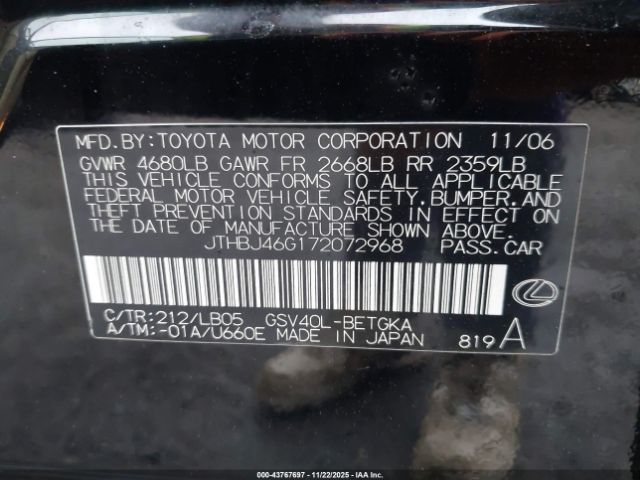 MFD.BY:TOYOTA MOTOR CORPORATION 11/06
GVWR 4680LB GAWR FR 2668LB RR 2359LB
THIS VEHICLE CONFORMS TO ALL APPLICABLE
FEDERAL MOTOR VEHICLE SAFETY,BUMPER,AND
THEFT PREVENTION STANDARDS IN EFFECT ON
THE DATE OF MANUFACTURE SHOWN ABOVE.
JTHBJ46G172072968 PASS.CAR
C/TR:212/LB05 GSV40L-BETGKA
A/TM:-01A/U660E MADE IN JAPAN 819 A
000-43767697 - 11/22/2025 - IAA Inc.